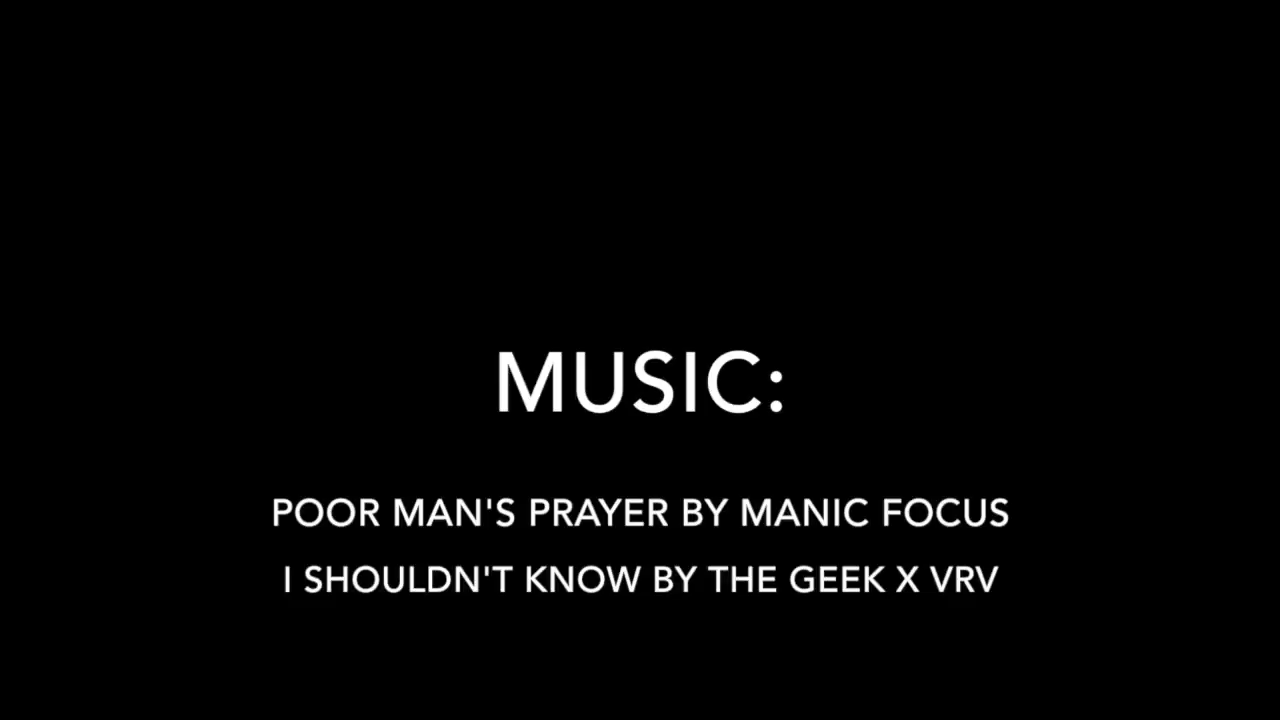 MUSIC:
POOR MAN'S PRAYER BY MANIC FOCUS
I SHOULDN'T KNOW BY THE GEEK X VRV